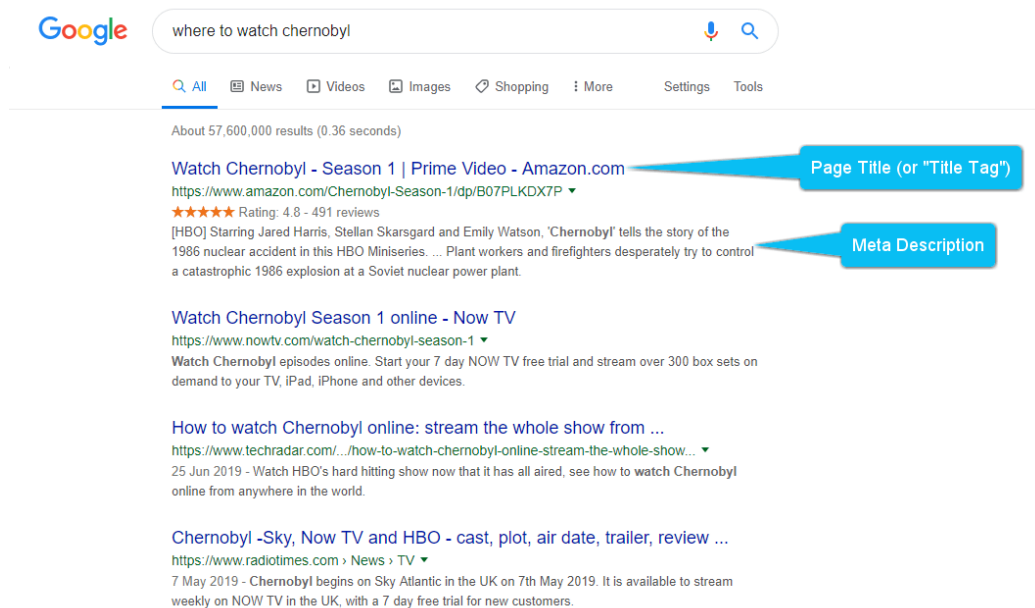 Google
where to watch chernobyl
All News Videos Images Shopping More Settings Tools
About 57,600,000 results (0.36 seconds)
Watch Chernobyl - Season 1 | Prime Video - Amazon.com
Page Title (or "Title Tag")
https://www.amazon.com/Chernobyl-Season-1/dp/B07PLKDX7P
Rating: 4.8 - 491 reviews
[HBO] Starring Jared Harris, Stellan Skarsgard and Emily Watson, 'Chernobyl' tells the story of the
1986 nuclear accident in this HBO Miniseries. ... Plant workers and firefighters desperately try to control
Meta Description
a catastrophic 1986 explosion at a Soviet nuclear power plant.
Watch Chernobyl Season 1 online - Now TV
https://www.nowtv.com/watch-chernobyl-season-1
Watch Chernobyl episodes online. Start your 7 day NOW TV free trial and stream over 300 box sets on
demand to your TV, iPad, iPhone and other devices.
How to watch Chernobyl online: stream the whole show from ...
https://www.techradar.com/.../how-to-watch-chernobyl-online-stream-the-whole-show...
25 Jun 2019 - Watch HBO's hard hitting show now that it has all aired, see how to watch Chernobyl
online from anywhere in the world.
Chernobyl -Sky, Now TV and HBO - cast, plot, air date, trailer, review ...
https://www.radiotimes.com › News › TV
7 May 2019 - Chernobyl begins on Sky Atlantic in the UK on 7th May 2019. It is available to stream
weekly on NOW TV in the UK, with a 7 day free trial for new customers.